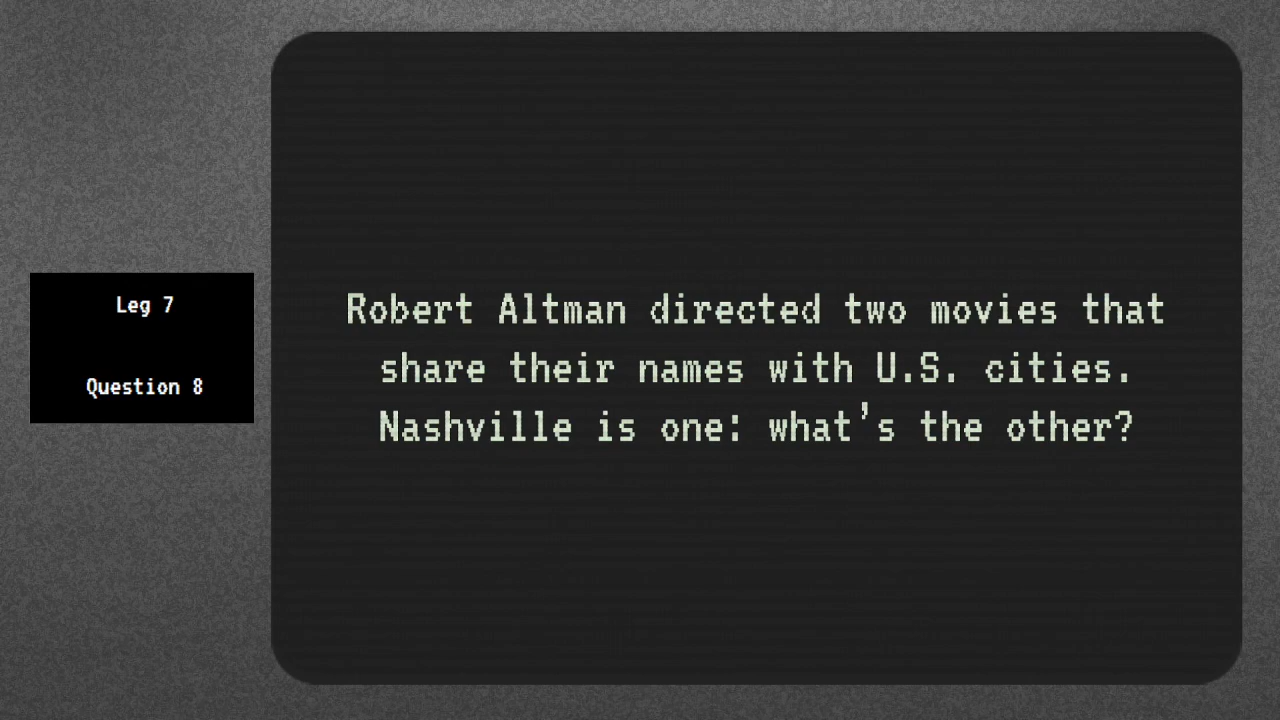 Leg 7
Question 8
Robert Altman directed two movies that
share their names with U.S. cities.
Nashville is one: what's the other?